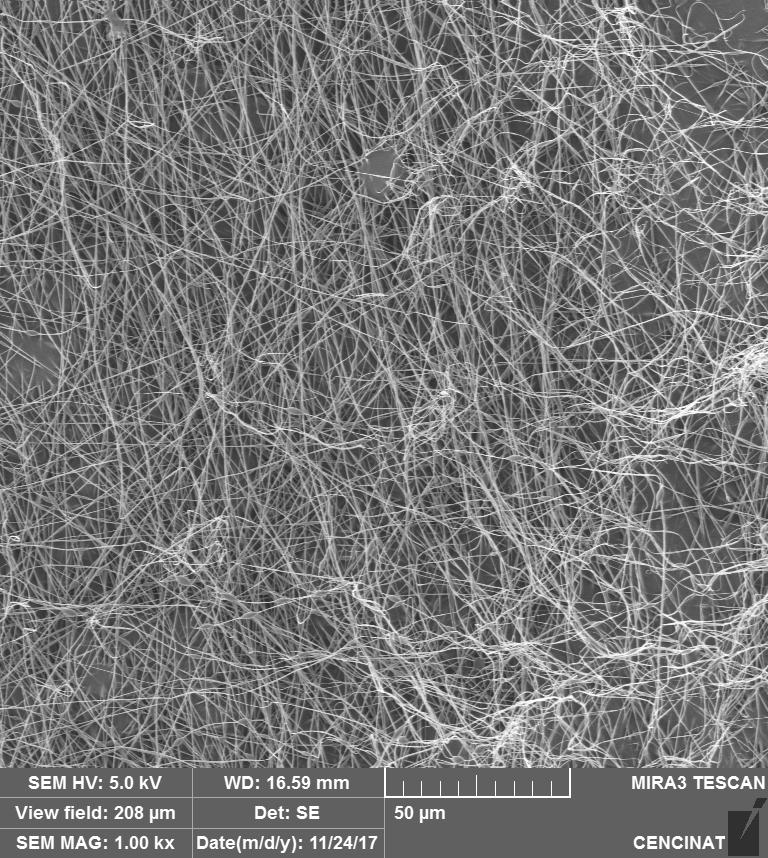 SEM HV: 5.0 kV WD: 16.59 mm MIRA3 TESCAN
View field: 208 µm Det: SE 50 µm
SEM MAG: 1.00 kx Date(m/d/y): 11/24/17 CENCINAT